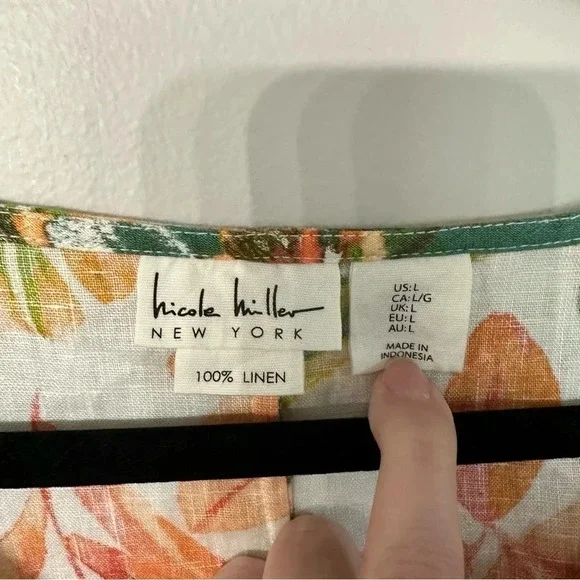 nicole miller
NEW YORK
100% LINEN
US: L
CA: L/G
UK: L
EU: L
AU: L
MADE IN
INDONESIA